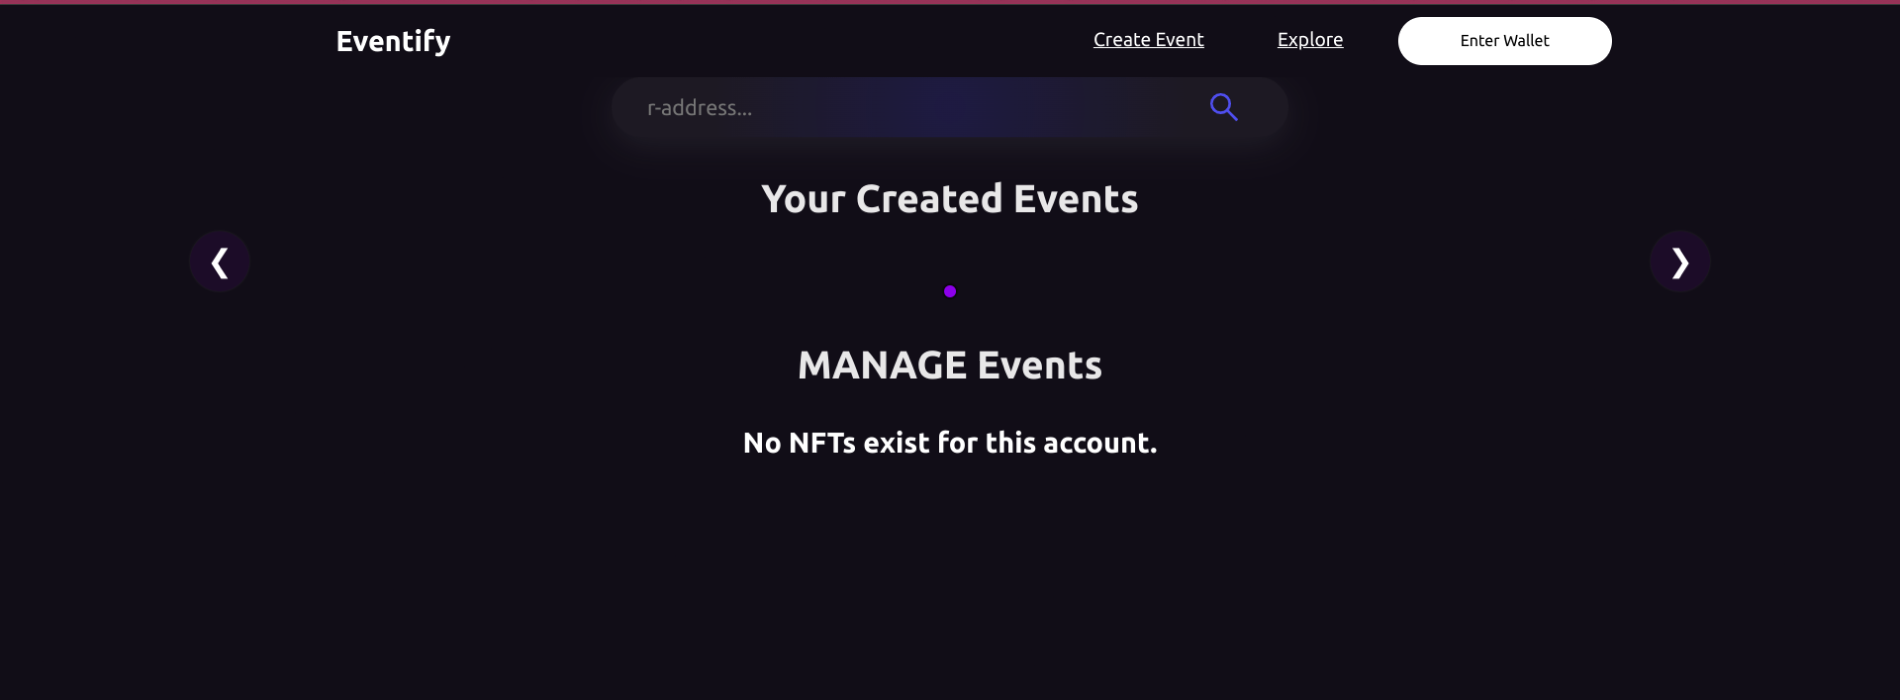 Eventify
Create Event
Explore
Enter Wallet
r-address...
Your Created Events
❮
❯
MANAGE Events
No NFTs exist for this account.